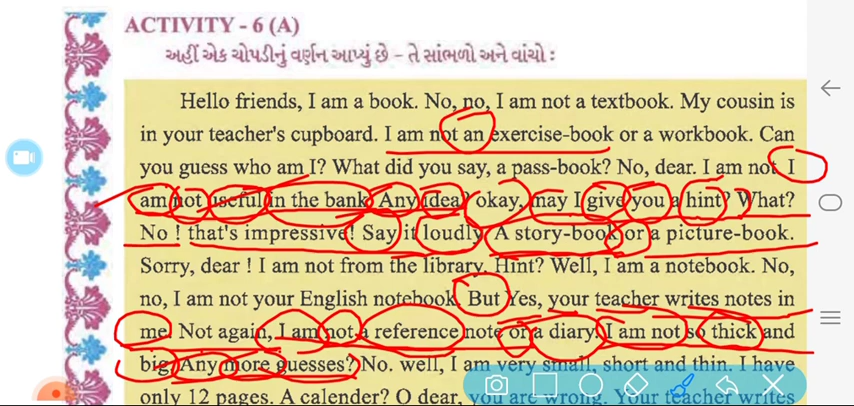 ACTIVITY - 6 (A)
અહીં એક ચોપડીનું વર્ણન આપ્યું છે – તે સાંભળો અને વાંચો :
Hello friends, I am a book. No, no, I am not a textbook. My cousin is
in your teacher's cupboard. I am not an exercise-book or a workbook. Can
you guess who am I? What did you say, a pass-book? No, dear. I am not I
am not useful in the bank. Any idea? okay, may I give you a hint? What?
No ! that's impressive! Say it loudly. A story-book or a picture-book.
Sorry, dear ! I am not from the library. Hint? Well, I am a notebook. No,
no, I am not your English notebook. But Yes, your teacher writes notes in
me. Not again, I am not a reference note or a diary. I am not so thick and
big. Any more guesses? No. well, I am very small, short and thin. I have
only 12 pages. A calender? O dear, you are wrong. Your teacher writes